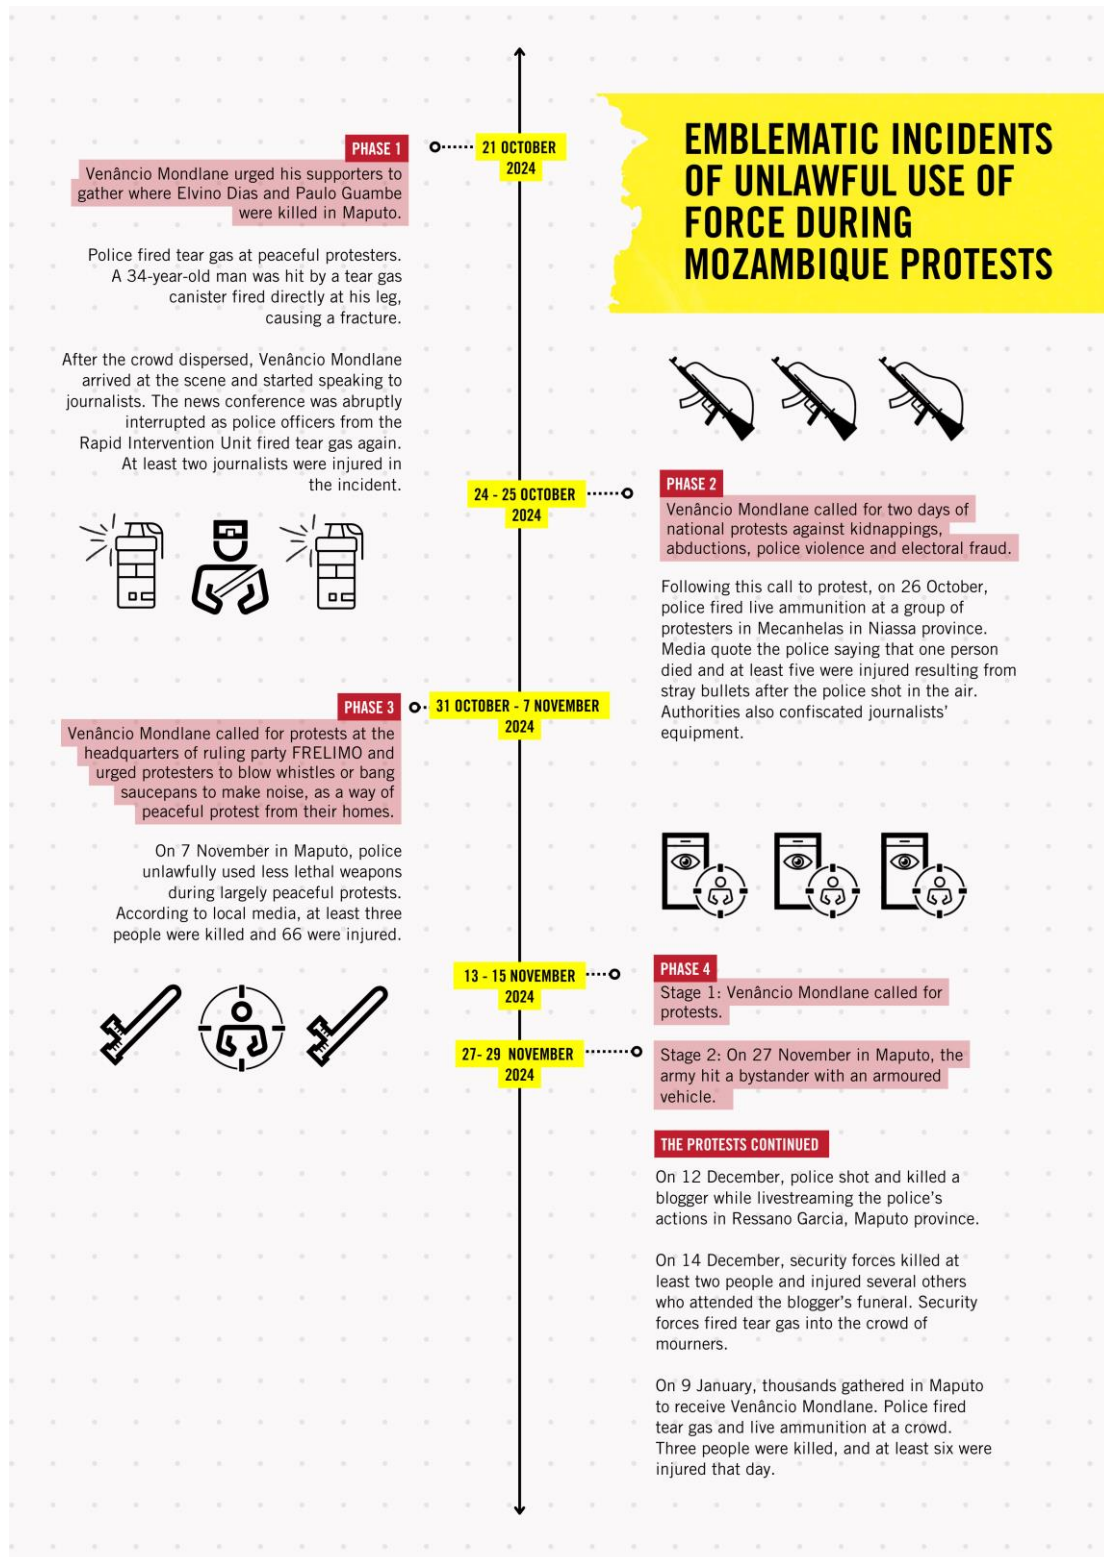 EMBLEMATIC INCIDENTS
OF UNLAWFUL USE OF
FORCE DURING
MOZAMBIQUE PROTESTS
21 OCTOBER
2024
PHASE 1
Venâncio Mondlane urged his supporters to
gather where Elvino Dias and Paulo Guambe
were killed in Maputo.
Police fired tear gas at peaceful protesters.
A 34-year-old man was hit by a tear gas
canister fired directly at his leg,
causing a fracture.
After the crowd dispersed, Venâncio Mondlane
arrived at the scene and started speaking to
journalists. The news conference was abruptly
interrupted as police officers from the
Rapid Intervention Unit fired tear gas again.
At least two journalists were injured in
the incident.
24 - 25 OCTOBER
2024
PHASE 2
Venâncio Mondlane called for two days of
national protests against kidnappings,
abductions, police violence and electoral fraud.
Following this call to protest, on 26 October,
police fired live ammunition at a group of
protesters in Mecanhelas in Niassa province.
Media quote the police saying that one person
died and at least five were injured resulting from
stray bullets after the police shot in the air.
Authorities also confiscated journalists'
equipment.
31 OCTOBER - 7 NOVEMBER
2024
PHASE 3
Venâncio Mondlane called for protests at the
headquarters of ruling party FRELIMO and
urged protesters to blow whistles or bang
saucepans to make noise, as a way of
peaceful protest from their homes.
On 7 November in Maputo, police
unlawfully used less lethal weapons
during largely peaceful protests.
According to local media, at least three
people were killed and 66 were injured.
13 - 15 NOVEMBER
2024
PHASE 4
Stage 1: Venâncio Mondlane called for
protests.
27- 29 NOVEMBER
2024
Stage 2: On 27 November in Maputo, the
army hit a bystander with an armoured
vehicle.
THE PROTESTS CONTINUED
On 12 December, police shot and killed a
blogger while livestreaming the police's
actions in Ressano Garcia, Maputo province.
On 14 December, security forces killed at
least two people and injured several others
who attended the blogger's funeral. Security
forces fired tear gas into the crowd of
mourners.
On 9 January, thousands gathered in Maputo
to receive Venâncio Mondlane. Police fired
tear gas and live ammunition at a crowd.
Three people were killed, and at least six were
injured that day.